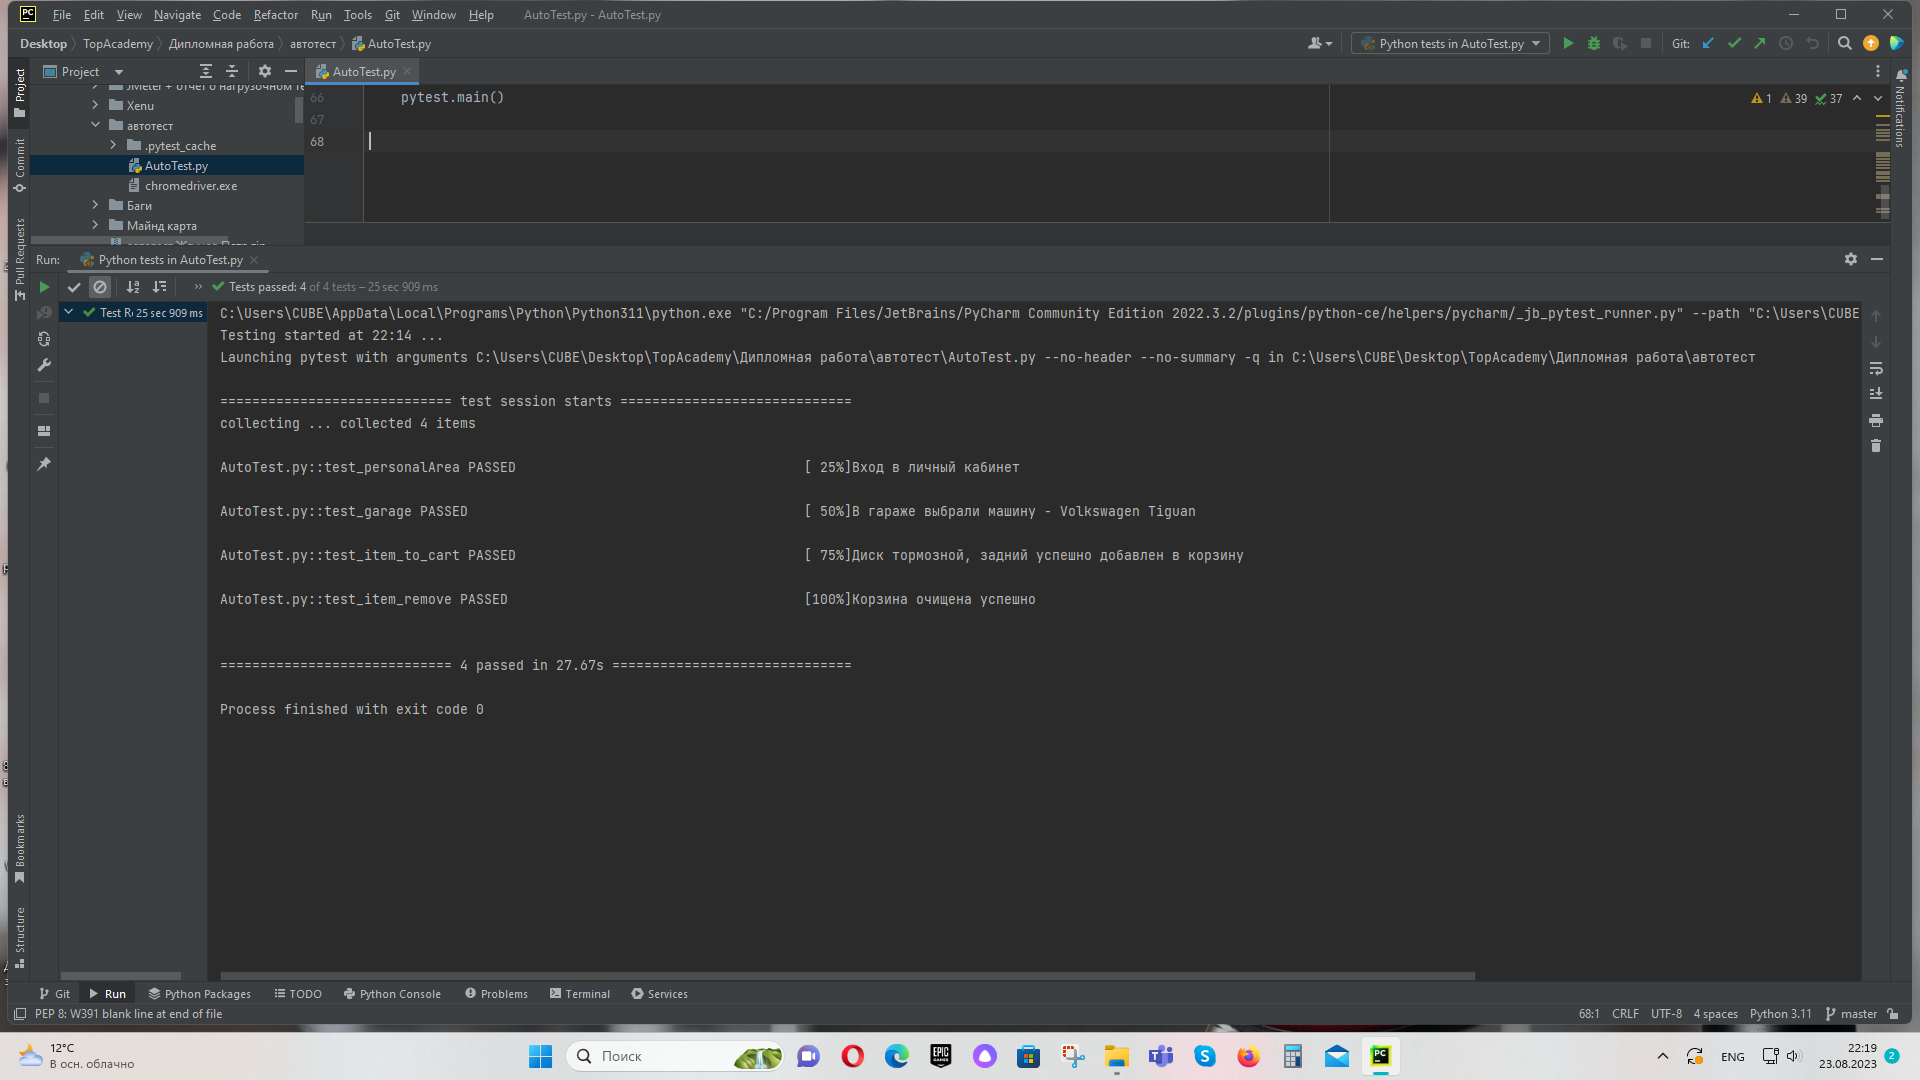 PC File Edit View Navigate Code Refactor Run Tools Git Window Help AutoTest.py - AutoTest.py
Desktop TopAcademy Дипломная работа автотест AutoTest.py Python tests in AutoTest.py Git:
Project AutoTest.py
Xenu
автотест
.pytest_cache
AutoTest.py
chromedriver.exe
Баги
Майнд карта
66 pytest.main()
67
68
1 39 37
Project
Commit
Pull Requests
Bookmarks
Structure
Notifications
Run: Python tests in AutoTest.py
Tests passed: 4 of 4 tests – 25 sec 909 ms
Test Re 25 sec 909 ms
C:\Users\CUBE\AppData\Local\Programs\Python\Python311\python.exe "C:/Program Files/JetBrains/PyCharm Community Edition 2022.3.2/plugins/python-ce/helpers/pycharm/_jb_pytest_runner.py" --path "C:\Users\CUBE
Testing started at 22:14 ...
Launching pytest with arguments C:\Users\CUBE\Desktop\TopAcademy\Дипломная работа\автотест\AutoTest.py --no-header --no-summary -q in C:\Users\CUBE\Desktop\TopAcademy\Дипломная работа\автотест
============================= test session starts =============================
collecting ... collected 4 items
AutoTest.py::test_personalArea PASSED [ 25%]Вход в личный кабинет
AutoTest.py::test_garage PASSED [ 50%]В гараже выбрали машину - Volkswagen Tiguan
AutoTest.py::test_item_to_cart PASSED [ 75%]Диск тормозной, задний успешно добавлен в корзину
AutoTest.py::test_item_remove PASSED [100%]Корзина очищена успешно
============================= 4 passed in 27.67s ==============================
Process finished with exit code 0
Git Run Python Packages TODO Python Console Problems Terminal Services
PEP 8: W391 blank line at end of file 68:1 CRLF UTF-8 4 spaces Python 3.11 master
12°C
В осн. облачно
Поиск
EPIC GAMES
PC
ENG
22:19
23.08.2023
2